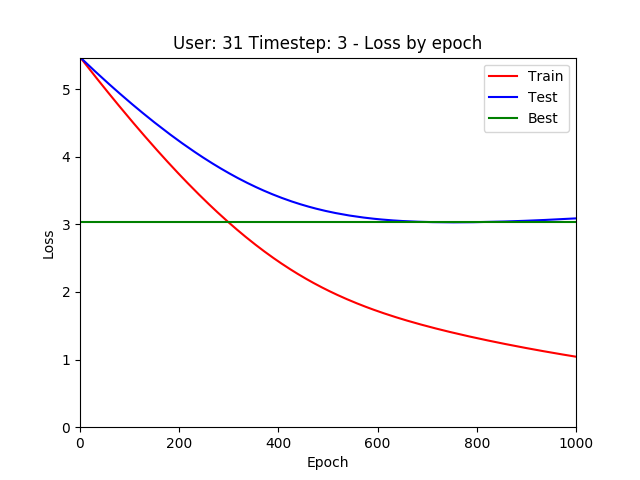 User: 31 Timestep: 3 - Loss by epoch
Train
Test
Best
5
4
3
2
1
0
Loss
0 200 400 600 800 1000
Epoch